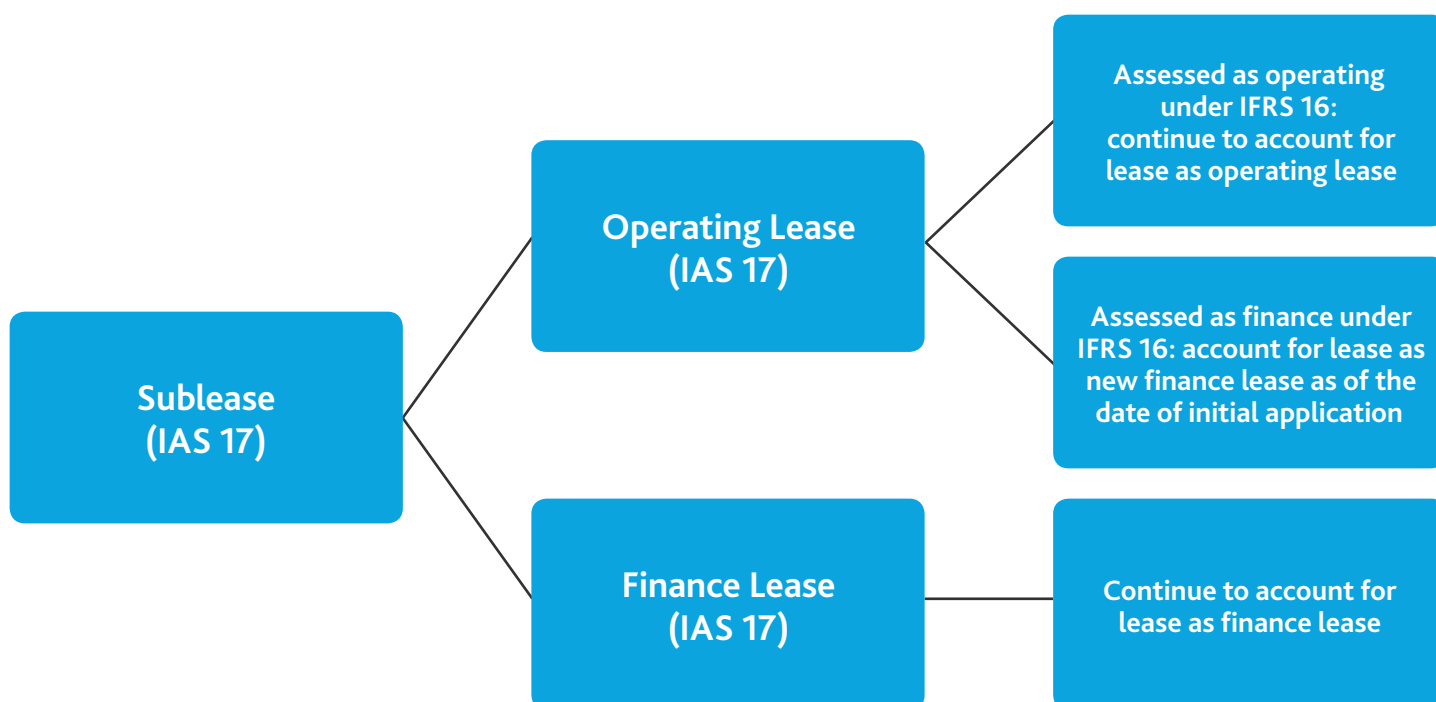 Sublease
(IAS 17)
Operating Lease
(IAS 17)
Assessed as operating
under IFRS 16:
continue to account for
lease as operating lease
Assessed as finance under
IFRS 16: account for lease as
new finance lease as of the
date of initial application
Finance Lease
(IAS 17)
Continue to account for
lease as finance lease